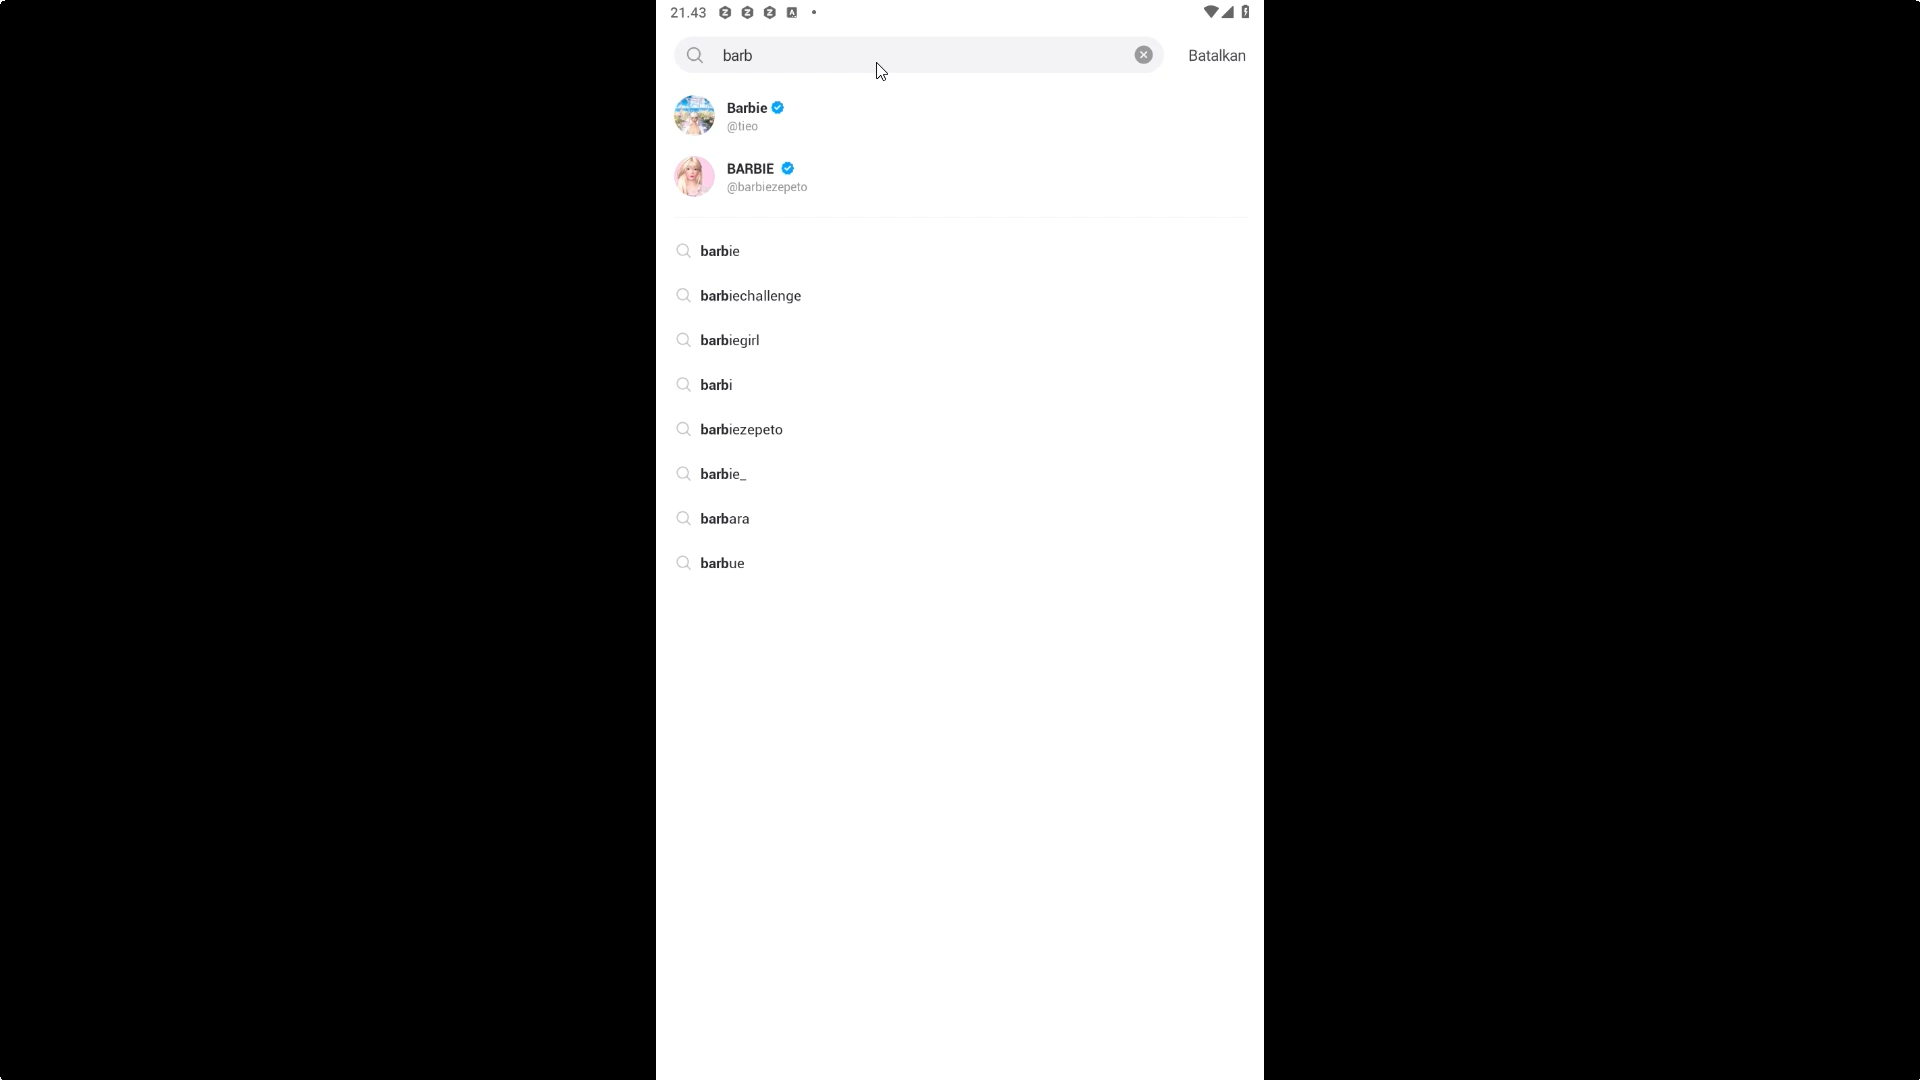 21.43
barb
Batalkan
Barbie
@tieo
BARBIE
@barbiezepeto
barbie
barbiechallenge
barbiegirl
barbi
barbiezepeto
barbie_
barbara
barbue